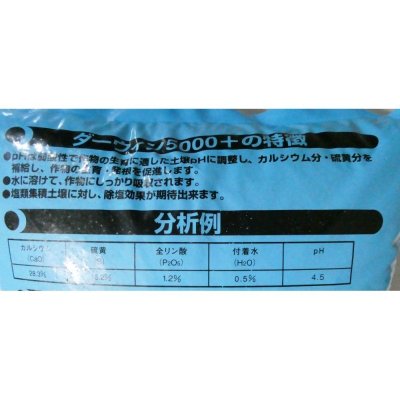 ダーウィン5000＋の特徴
●pHは弱酸性で作物の生育に適した土壌pHに調整し、カルシウム分・硫黄分を
補給し、作物の生育・発根を促進します。
●水に溶けて、作物にしっかり吸収されます。
●塩類集積土壌に対し、除塩効果が期待出来ます。
分析例
カルシウム 硫黄 全リン酸 付着水 pH
(CaO) (P₂O₅) (H₂O)
28.3% 1.2% 0.5% 4.5